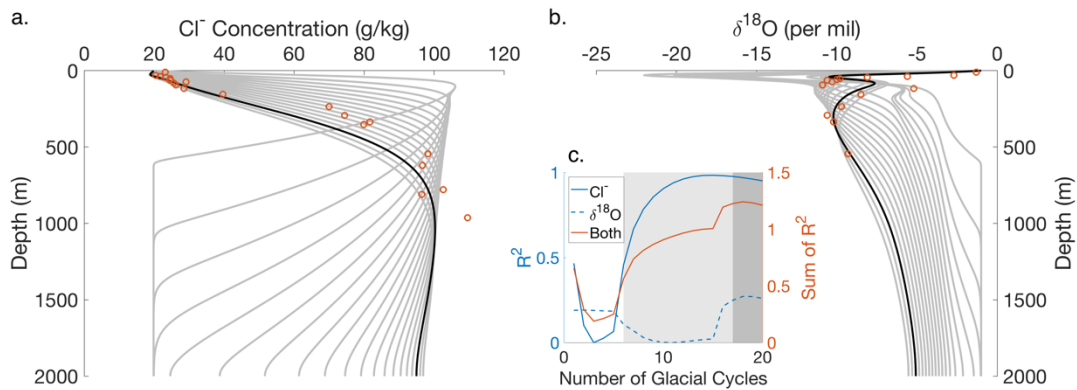 a.
Cl⁻ Concentration (g/kg)
0 20 40 60 80 100 120
0
500
1000
1500
2000
Depth (m)
b.
δ¹⁸O (per mil)
-25 -20 -15 -10 -5 0
0
500
1000
1500
2000
Depth (m)
c.
1
0.5
0
R²
Cl⁻
δ¹⁸O
Both
1.5
1
0.5
0
Sum of R²
0 10 20
Number of Glacial Cycles